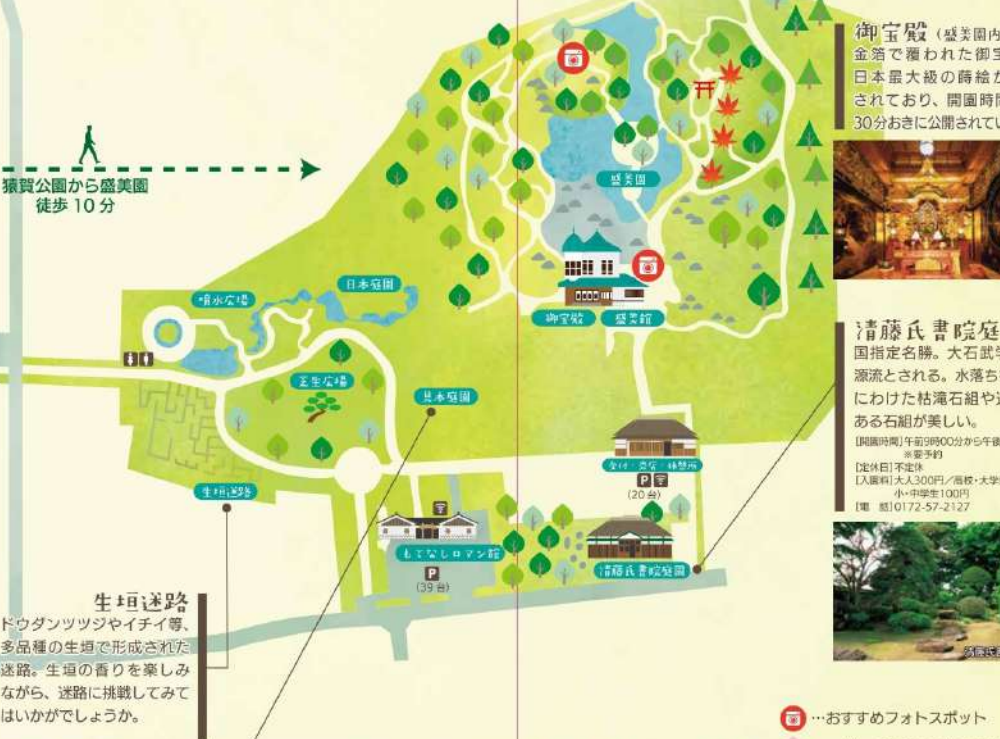 御宝殿（盛美園内
金箔で覆われた御宝
日本最大級の蒔絵が
されており、開園時間
30分おきに公開されてい
猿賀公園から盛美園
徒歩 10 分
盛美園
日本庭園
噴水広場
御宝殿
盛美館
清藤氏書院庭
国指定名勝。大石武学
源流とされる。水落ち
にわけた枯滝石組や
ある石組が美しい。
[開園時間]午前9時00分から午後
※要予約
[定休日]不定休
[入園料]大人300円／高校・大学
小・中学生100円
[電　話]0172-57-2127
芝生広場
見本庭園
受付・売店・休憩所
P
(20台)
生垣迷路
もてなしロマン館
P
(39台)
清藤氏書院庭園
生垣迷路
ドウダンツツジやイチイ等、
多品種の生垣で形成された
迷路。生垣の香りを楽しみ
ながら、迷路に挑戦してみて
はいかがでしょうか。
…おすすめフォトスポット